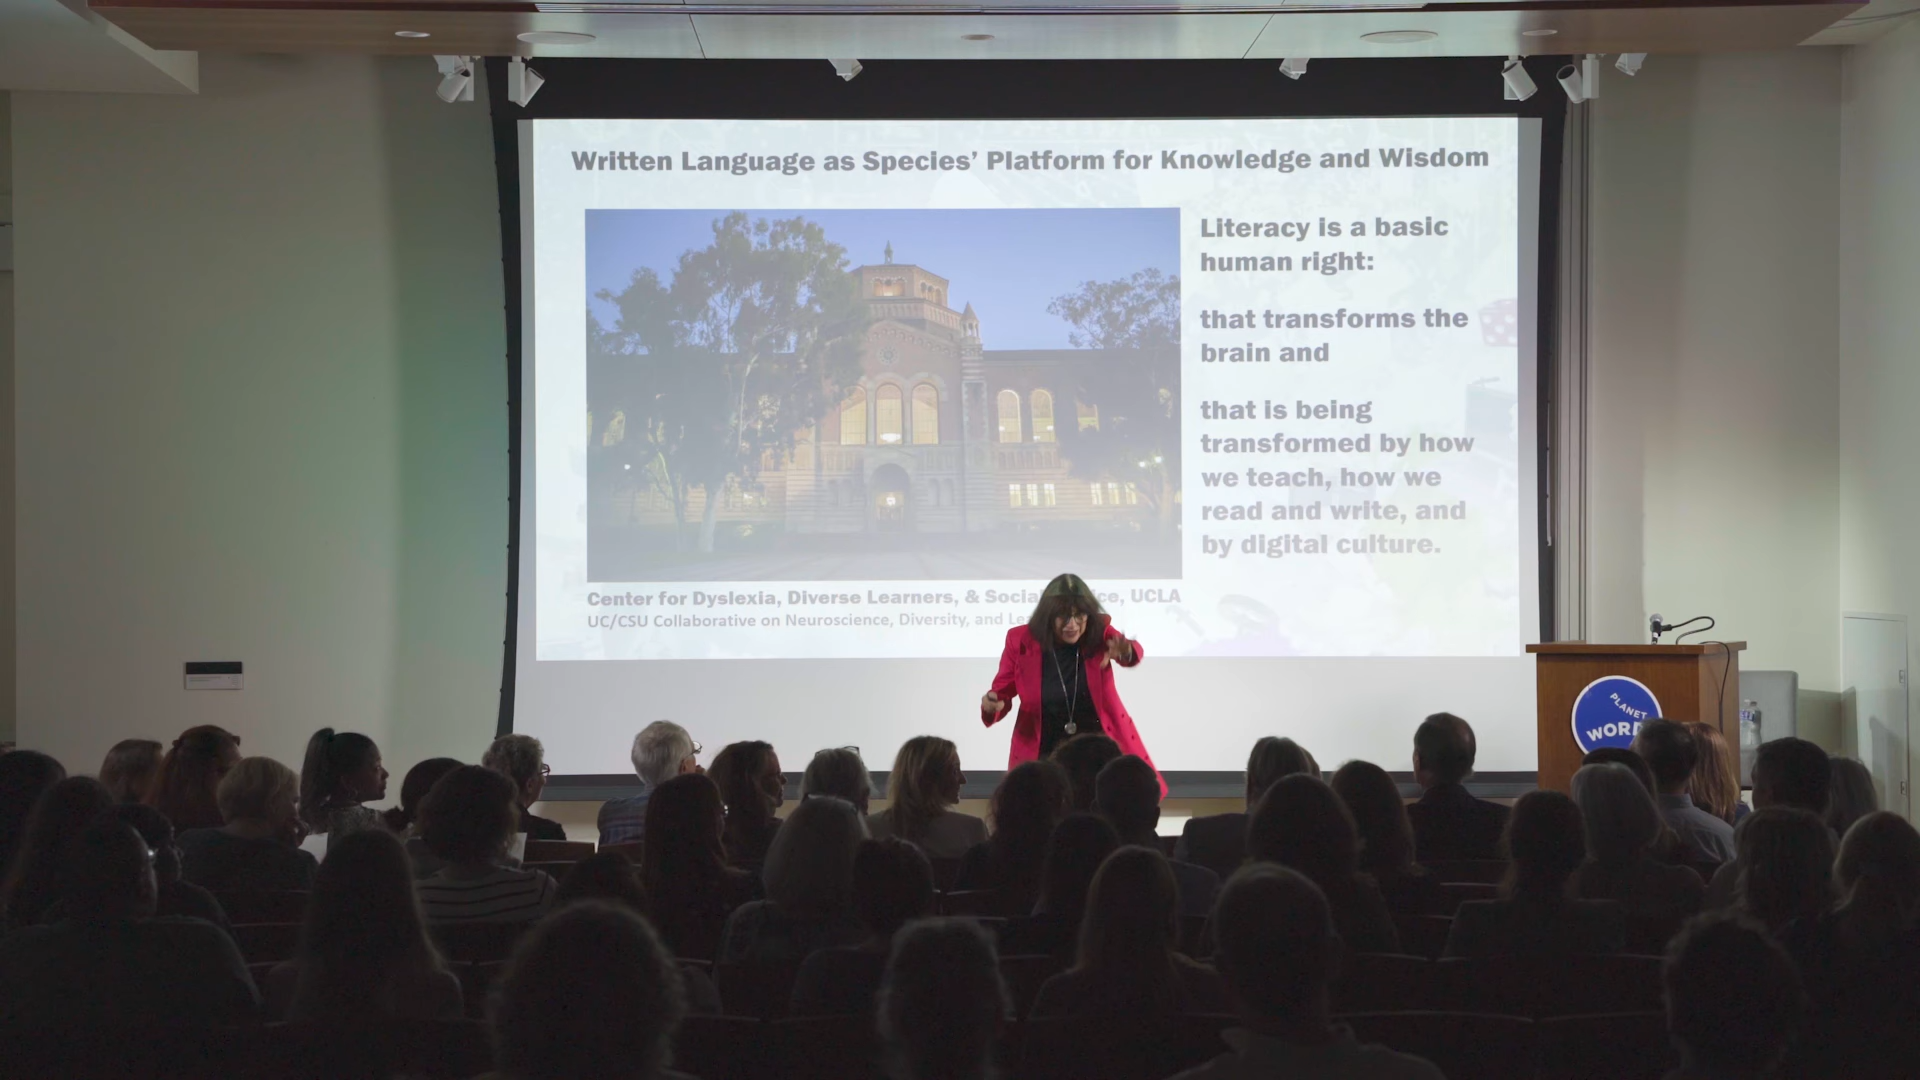 Written Language as Species' Platform for Knowledge and Wisdom
Literacy is a basic
human right:
that transforms the
brain and
that is being
transformed by how
we teach, how we
read and write, and
by digital culture.
Center for Dyslexia, Diverse Learners, & Social ice, UCLA
UC/CSU Collaborative on Neuroscience, Diversity, and
PLANET
WOR